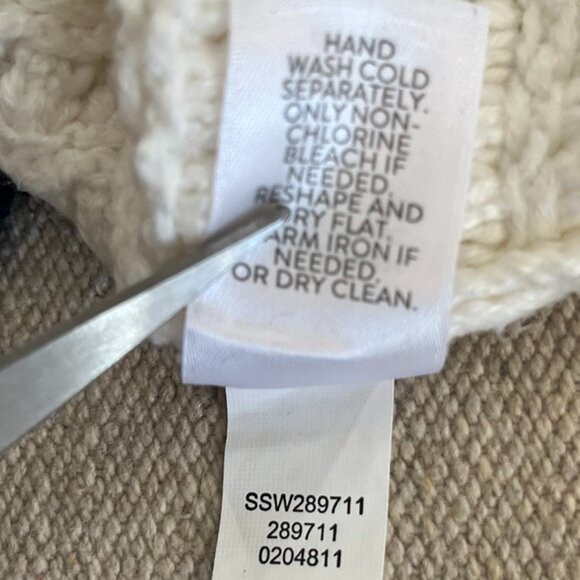 HAND
WASH COLD
SEPARATELY.
ONLY NON-
CHLORINE
BLEACH IF
NEEDED.
RESHAPE AND
DRY FLAT.
WARM IRON IF
NEEDED.
OR DRY CLEAN.
SSW289711
289711
0204811